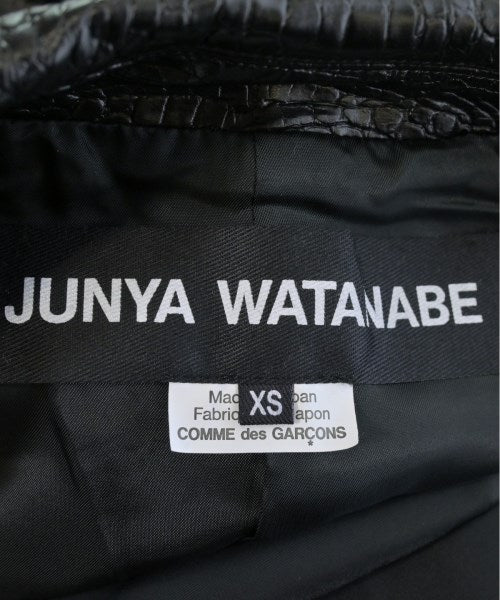 JUNYA WATANABE
XS
COMME des GARÇONS
*